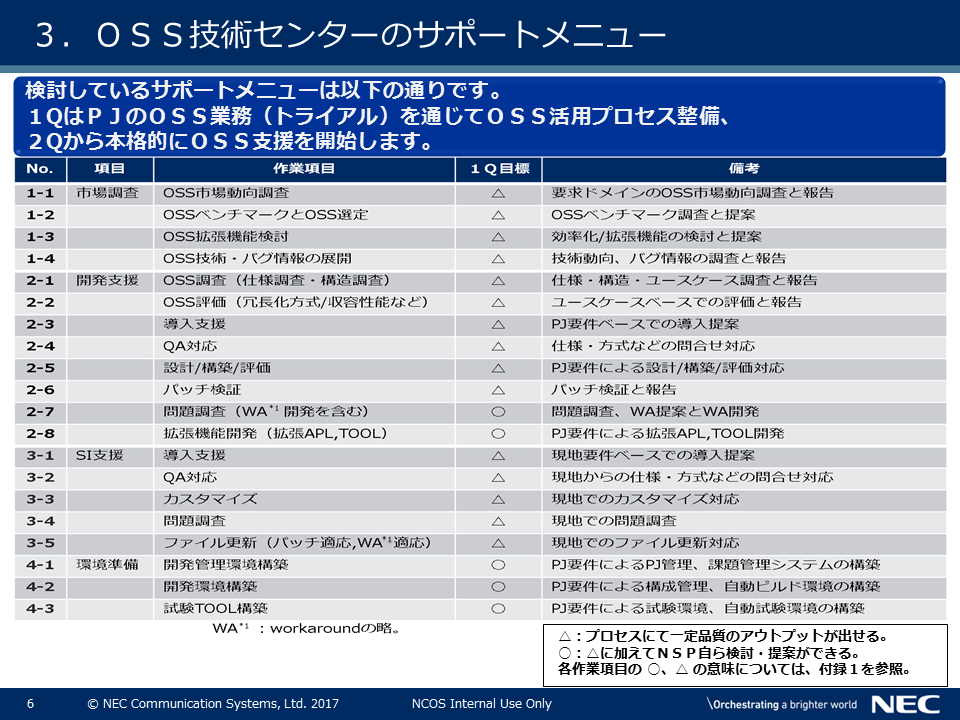 ３．ＯＳＳ技術センターのサポートメニュー
検討しているサポートメニューは以下の通りです。
１QはＰＪのＯＳＳ業務（トライアル）を通じてＯＳＳ活用プロセス整備、
２Qから本格的にＯＳＳ支援を開始します。
No. 項目 作業項目 １Ｑ目標 備考
1-1 市場調査 OSS市場動向調査 △ 要求ドメインのOSS市場動向調査と報告
1-2 OSSベンチマークとOSS選定 △ OSSベンチマーク調査と提案
1-3 OSS拡張機能検討 △ 効率化/拡張機能の検討と提案
1-4 OSS技術・バグ情報の展開 △ 技術動向、バグ情報の調査と報告
2-1 開発支援 OSS調査（仕様調査・構造調査） △ 仕様・構造・ユースケース調査と報告
2-2 OSS評価（冗長化方式/収容性能など） △ ユースケースベースでの評価と報告
2-3 導入支援 △ PJ要件ベースでの導入提案
2-4 QA対応 △ 仕様・方式などの問合せ対応
2-5 設計/構築/評価 △ PJ要件による設計/構築/評価対応
2-6 パッチ検証 △ パッチ検証と報告
2-7 問題調査（WA*1 開発を含む） ○ 問題調査、WA提案とWA開発
2-8 拡張機能開発（拡張APL,TOOL） ○ PJ要件による拡張APL,TOOL開発
3-1 SI支援 導入支援 △ 現地要件ベースでの導入提案
3-2 QA対応 △ 現地からの仕様・方式などの問合せ対応
3-3 カスタマイズ △ 現地でのカスタマイズ対応
3-4 問題調査 △ 現地での問題調査
3-5 ファイル更新（パッチ適応,WA*1適応） △ 現地でのファイル更新対応
4-1 環境準備 開発管理環境構築 ○ PJ要件によるPJ管理、課題管理システムの構築
4-2 開発環境構築 ○ PJ要件による構成管理、自動ビルド環境の構築
4-3 試験TOOL構築 ○ PJ要件による試験環境、自動試験環境の構築
WA*1 ：workaroundの略。
△：プロセスにて一定品質のアウトプットが出せる。
○：△に加えてＮＳＰ自ら検討・提案ができる。
各作業項目の ○、△ の意味については、付録１を参照。
6 © NEC Communication Systems, Ltd. 2017 NCOS Internal Use Only Orchestrating a brighter world NEC